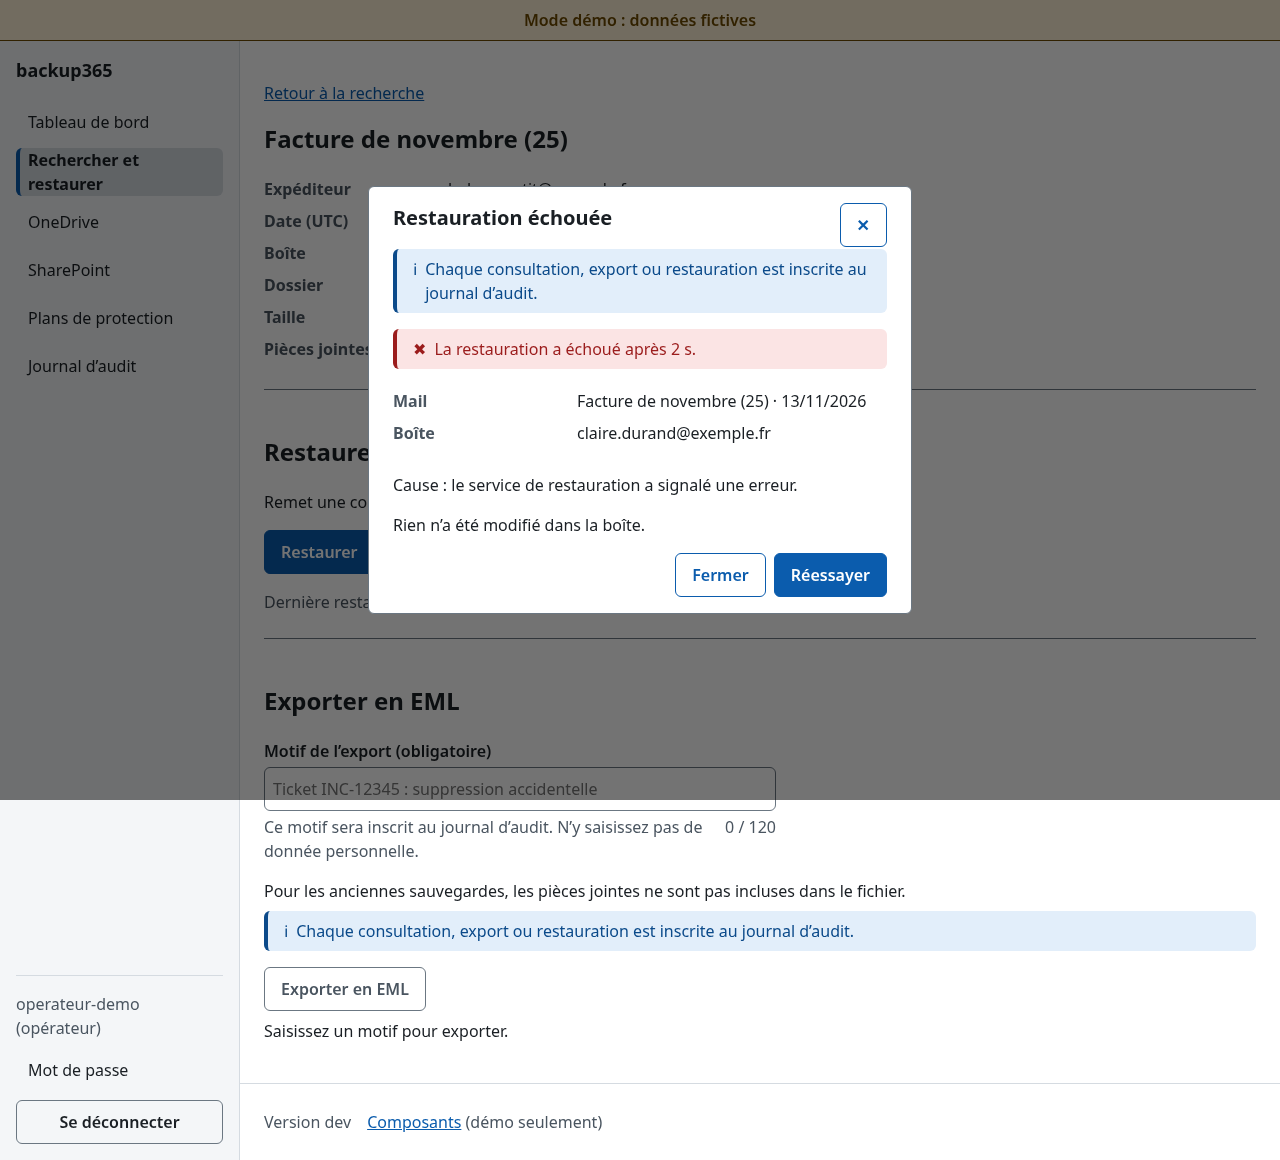 Mode démo : données fictives
backup365
Tableau de bord
Rechercher et
restaurer
OneDrive
SharePoint
Plans de protection
Journal d’audit
operateur-demo
(opérateur)
Mot de passe
Se déconnecter
Retour à la recherche
Facture de novembre (25)
Expéditeur
Date (UTC)
Boîte
Dossier
Taille
Pièces jointes
Restauration échouée
×
i Chaque consultation, export ou restauration est inscrite au
journal d’audit.
✖ La restauration a échoué après 2 s.
Mail Facture de novembre (25) · 13/11/2026
Boîte claire.durand@exemple.fr
Cause : le service de restauration a signalé une erreur.
Rien n’a été modifié dans la boîte.
Fermer Réessayer
Restaure
Remet une co
Restaurer
Dernière resta
Exporter en EML
Motif de l’export (obligatoire)
Ticket INC-12345 : suppression accidentelle
Ce motif sera inscrit au journal d’audit. N’y saisissez pas de 0 / 120
donnée personnelle.
Pour les anciennes sauvegardes, les pièces jointes ne sont pas incluses dans le fichier.
i Chaque consultation, export ou restauration est inscrite au journal d’audit.
Exporter en EML
Saisissez un motif pour exporter.
Version dev Composants (démo seulement)